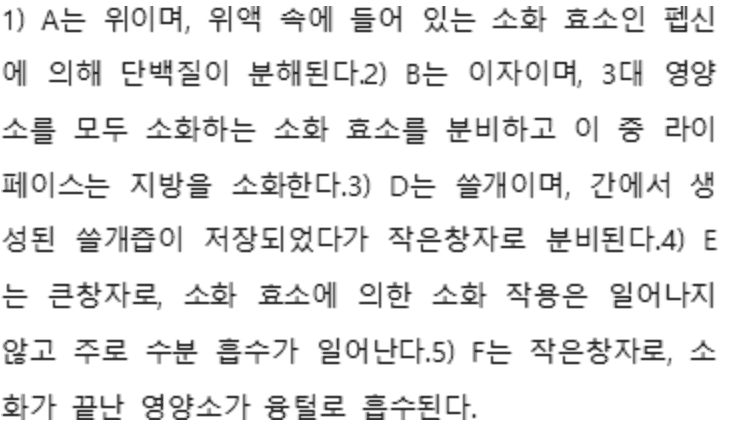 1) A는 위이며, 위액 속에 들어 있는 소화 효소인 펩신
에 의해 단백질이 분해된다.2) B는 이자이며, 3대 영양
소를 모두 소화하는 소화 효소를 분비하고 이 중 라이
페이스는 지방을 소화한다.3) D는 쓸개이며, 간에서 생
성된 쓸개즙이 저장되었다가 작은창자로 분비된다.4) E
는 큰창자로, 소화 효소에 의한 소화 작용은 일어나지
않고 주로 수분 흡수가 일어난다.5) F는 작은창자로, 소
화가 끝난 영양소가 융털로 흡수된다.